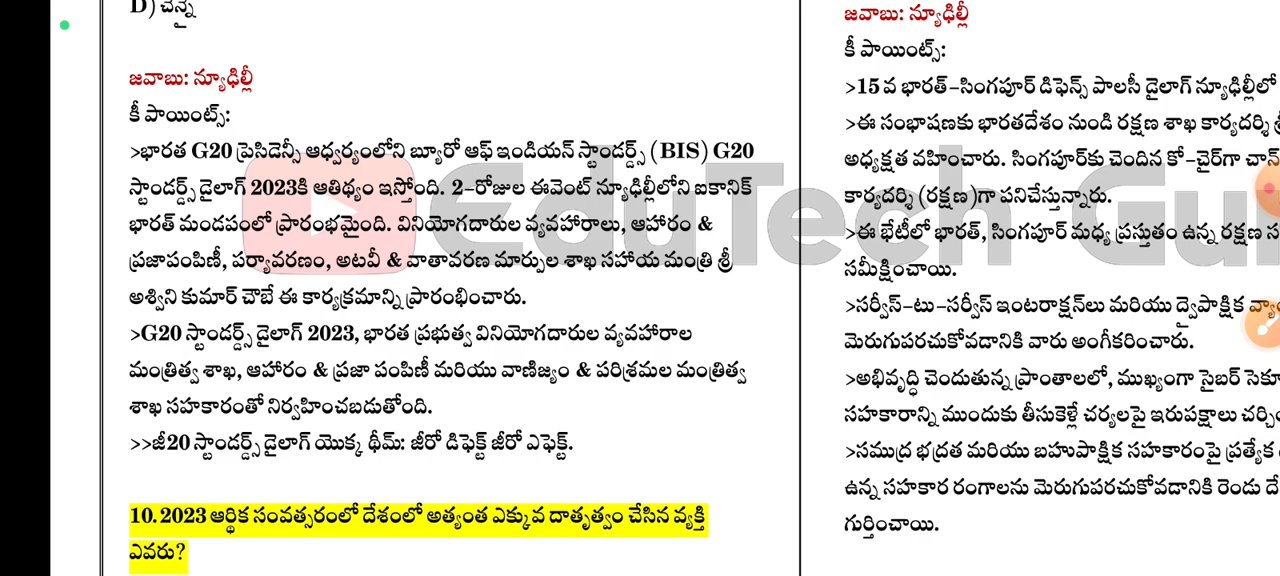 D) చెన్నై
జవాబు: న్యూఢిల్లీ
కీ పాయింట్స్:
>భారత G20 ప్రెసిడెన్సీ ఆధ్వర్యంలోని బ్యూరో ఆఫ్ ఇండియన్ స్టాండర్డ్స్ (BIS) G20
స్టాండర్డ్స్ డైలాగ్ 2023కి ఆతిథ్యం ఇస్తోంది. 2-రోజుల ఈవెంట్ న్యూఢిల్లీలోని ఐకానిక్
భారత్ మండపంలో ప్రారంభమైంది. వినియోగదారుల వ్యవహారాలు, ఆహారం &
ప్రజాపంపిణీ, పర్యావరణం, అటవీ & వాతావరణ మార్పుల శాఖ సహాయ మంత్రి శ్రీ
అశ్విని కుమార్ చౌబే ఈ కార్యక్రమాన్ని ప్రారంభించారు.
>G20 స్టాండర్డ్స్ డైలాగ్ 2023, భారత ప్రభుత్వ వినియోగదారుల వ్యవహారాల
మంత్రిత్వ శాఖ, ఆహారం & ప్రజా పంపిణీ మరియు వాణిజ్యం & పరిశ్రమల మంత్రిత్వ
శాఖ సహకారంతో నిర్వహించబడుతోంది.
>>జీ20 స్టాండర్డ్స్ డైలాగ్ యొక్క థీమ్: జీరో డిఫెక్ట్ జీరో ఎఫెక్ట్.
10. 2023 ఆర్థిక సంవత్సరంలో దేశంలో అత్యంత ఎక్కువ దాతృత్వం చేసిన వ్యక్తి
ఎవరు?
జవాబు: న్యూఢిల్లీ
కీ పాయింట్స్:
>15 వ భారత్-సింగపూర్ డిఫెన్స్ పాలసీ డైలాగ్ న్యూఢిల్లీలో
>ఈ సంభాషణకు భారతదేశం నుండి రక్షణ శాఖ కార్యదర్శి
అధ్యక్షత వహించారు. సింగపూర్‌కు చెందిన కో-చైర్‌గా చాన్
కార్యదర్శి (రక్షణ)గా పనిచేస్తున్నారు.
>ఈ భేటీలో భారత్, సింగపూర్ మధ్య ప్రస్తుతం ఉన్న రక్షణ
సమీక్షించాయి.
>సర్వీస్-టు-సర్వీస్ ఇంటరాక్షన్‌లు మరియు ద్వైపాక్షిక
మెరుగుపరచుకోవడానికి వారు అంగీకరించారు.
>అభివృద్ధి చెందుతున్న ప్రాంతాలలో, ముఖ్యంగా సైబర్
సహకారాన్ని ముందుకు తీసుకెళ్లే చర్యలపై ఇరుపక్షాలు
>సముద్ర భద్రత మరియు బహుపాక్షిక సహకారంపై ప్రత్యేక
ఉన్న సహకార రంగాలను మెరుగుపరచుకోవడానికి రెండు
గుర్తించాయి.
EduTech